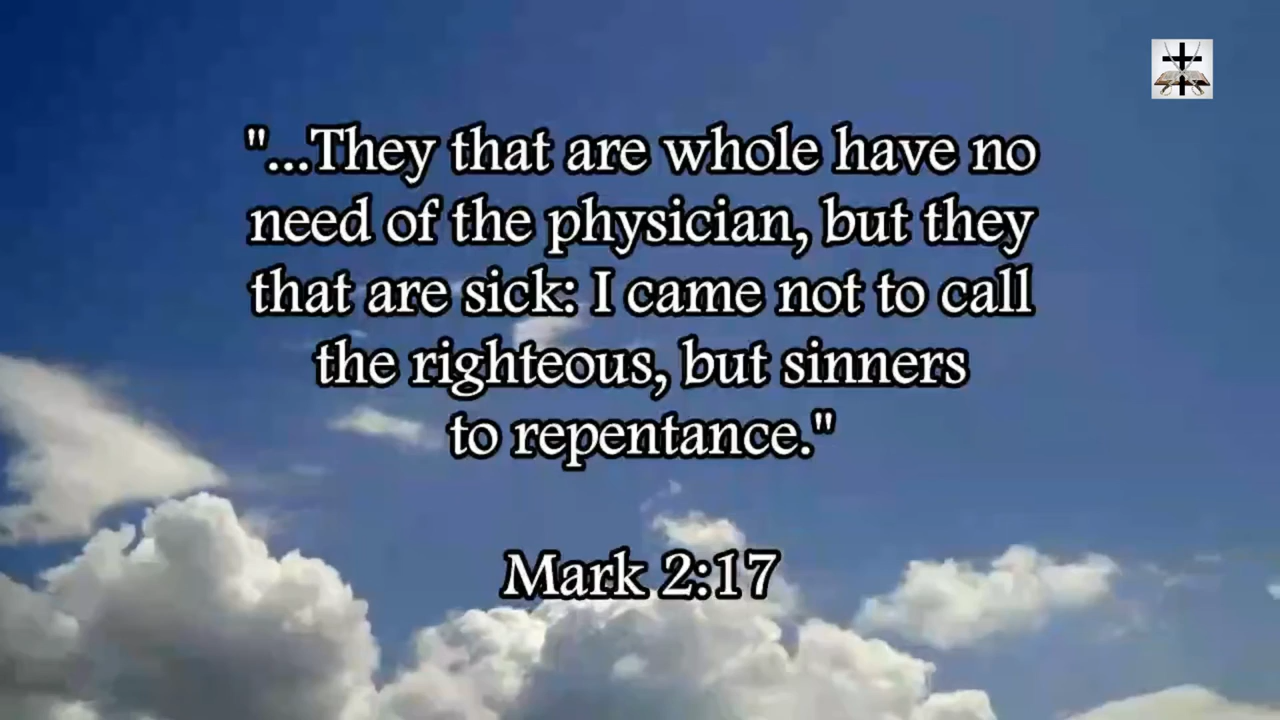 "...They that are whole have no
need of the physician, but they
that are sick: I came not to call
the righteous, but sinners
to repentance."
Mark 2:17